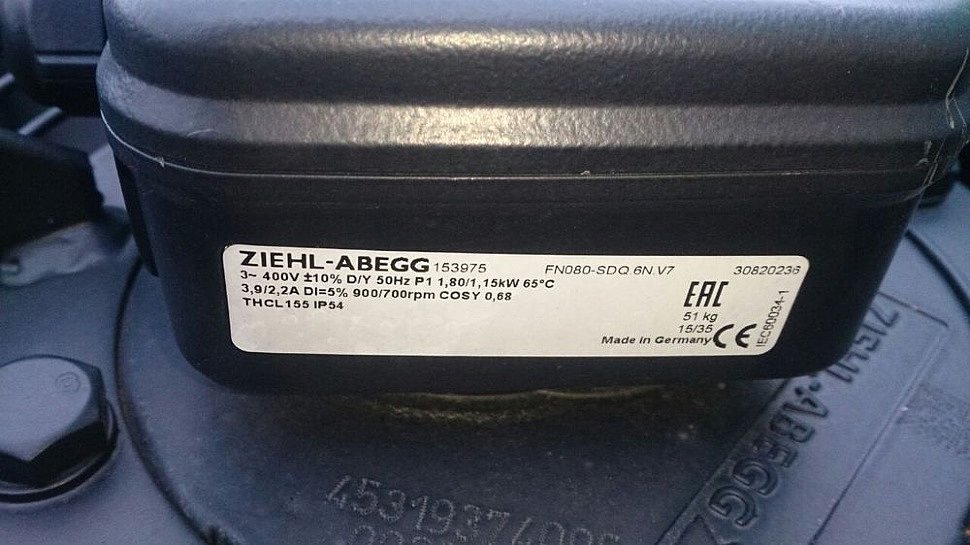 ZIEHL-ABEGG 153975 FN080-SDQ.6N.V7 30820236
3~ 400V ±10% D/Y 50Hz P1 1,80/1,15kW 65°C
3,9/2,2A DI=5% 900/700rpm COSY 0,68
THCL155 IP54
EAC
51 kg
15/35
Made in Germany CE
IEC60034-1
ZIEHL-ABEGG